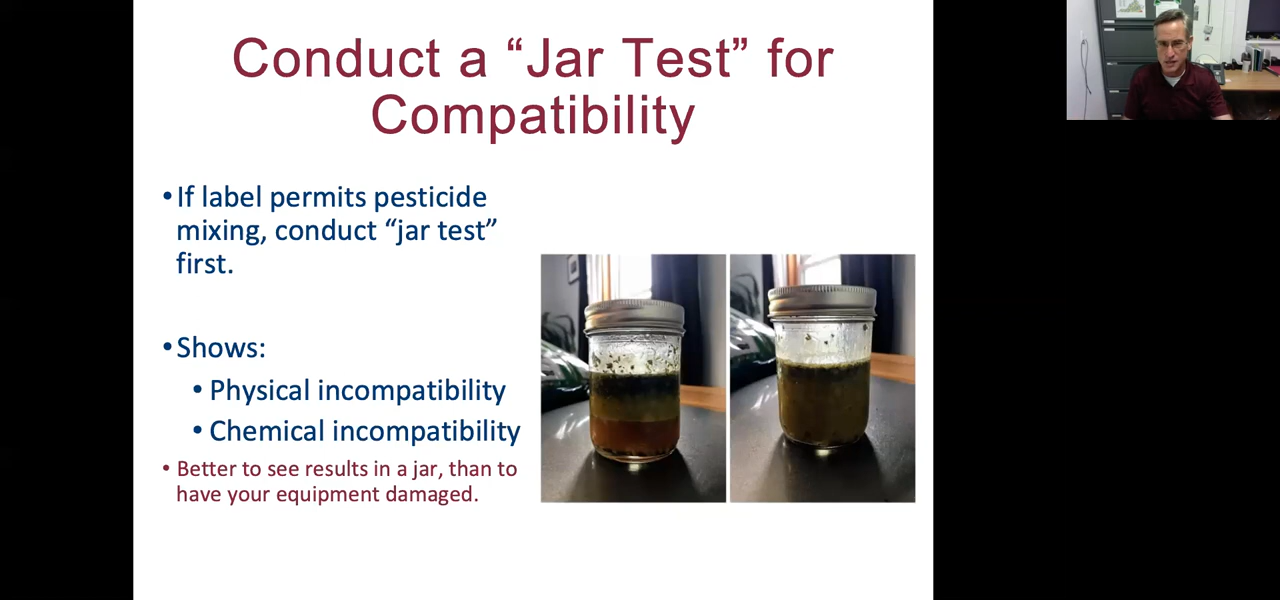 Conduct a “Jar Test” for
Compatibility
•If label permits pesticide
mixing, conduct “jar test”
first.
•Shows:
• Physical incompatibility
• Chemical incompatibility
• Better to see results in a jar, than to
have your equipment damaged.